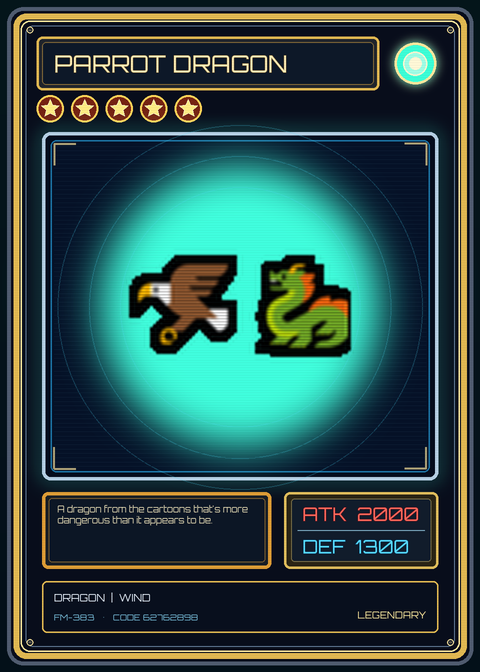 PARROT DRAGON
A dragon from the cartoons that's more
dangerous than it appears to be.
ATK 2000
DEF 1300
DRAGON | WIND
FM-383 · CODE 62762898
LEGENDARY